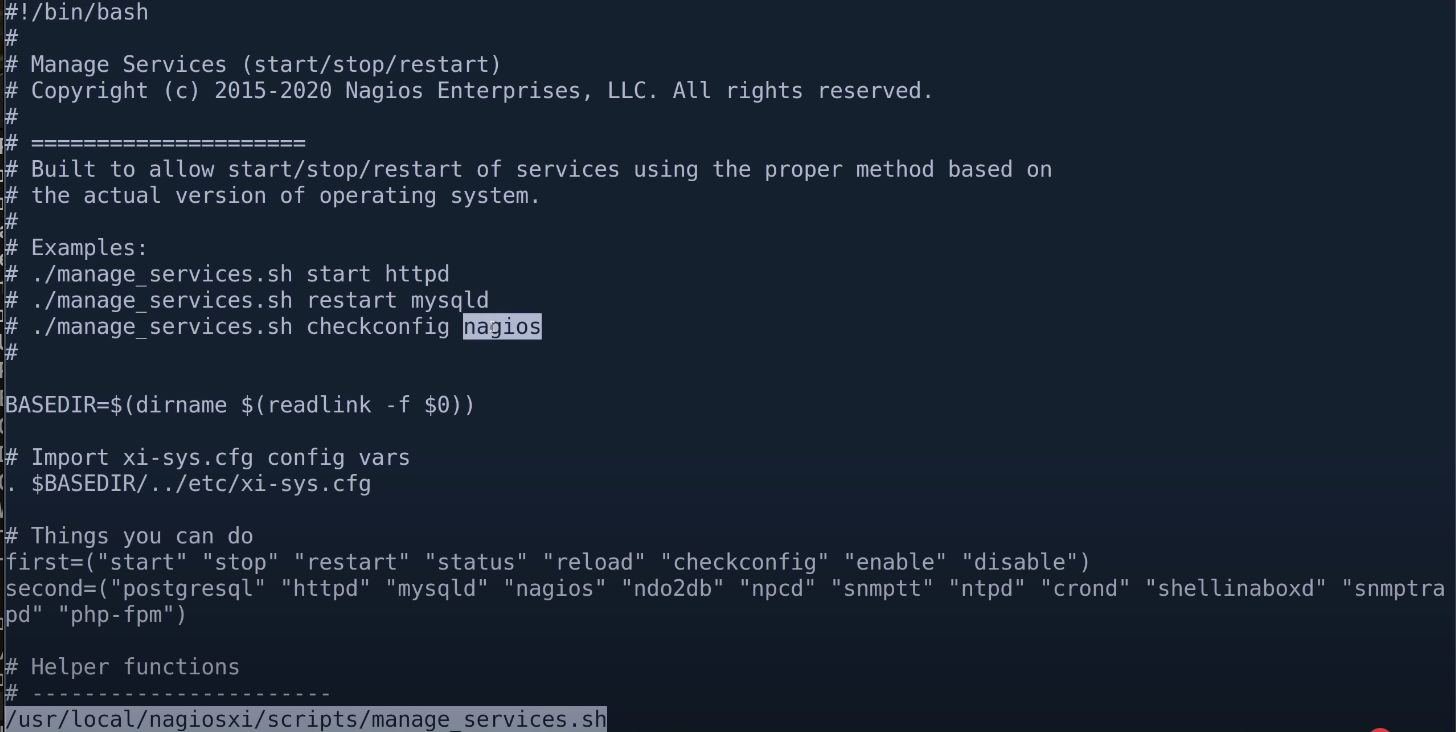 #!/bin/bash
#
# Manage Services (start/stop/restart)
# Copyright (c) 2015-2020 Nagios Enterprises, LLC. All rights reserved.
#
# =====================
# Built to allow start/stop/restart of services using the proper method based on
# the actual version of operating system.
#
# Examples:
# ./manage_services.sh start httpd
# ./manage_services.sh restart mysqld
# ./manage_services.sh checkconfig nagios
#
BASEDIR=$(dirname $(readlink -f $0))
# Import xi-sys.cfg config vars
. $BASEDIR/../etc/xi-sys.cfg
# Things you can do
first=("start" "stop" "restart" "status" "reload" "checkconfig" "enable" "disable")
second=("postgresql" "httpd" "mysqld" "nagios" "ndo2db" "npcd" "snmptt" "ntpd" "crond" "shellinaboxd" "snmptra
pd" "php-fpm")
# Helper functions
# -----------------------
/usr/local/nagiosxi/scripts/manage_services.sh